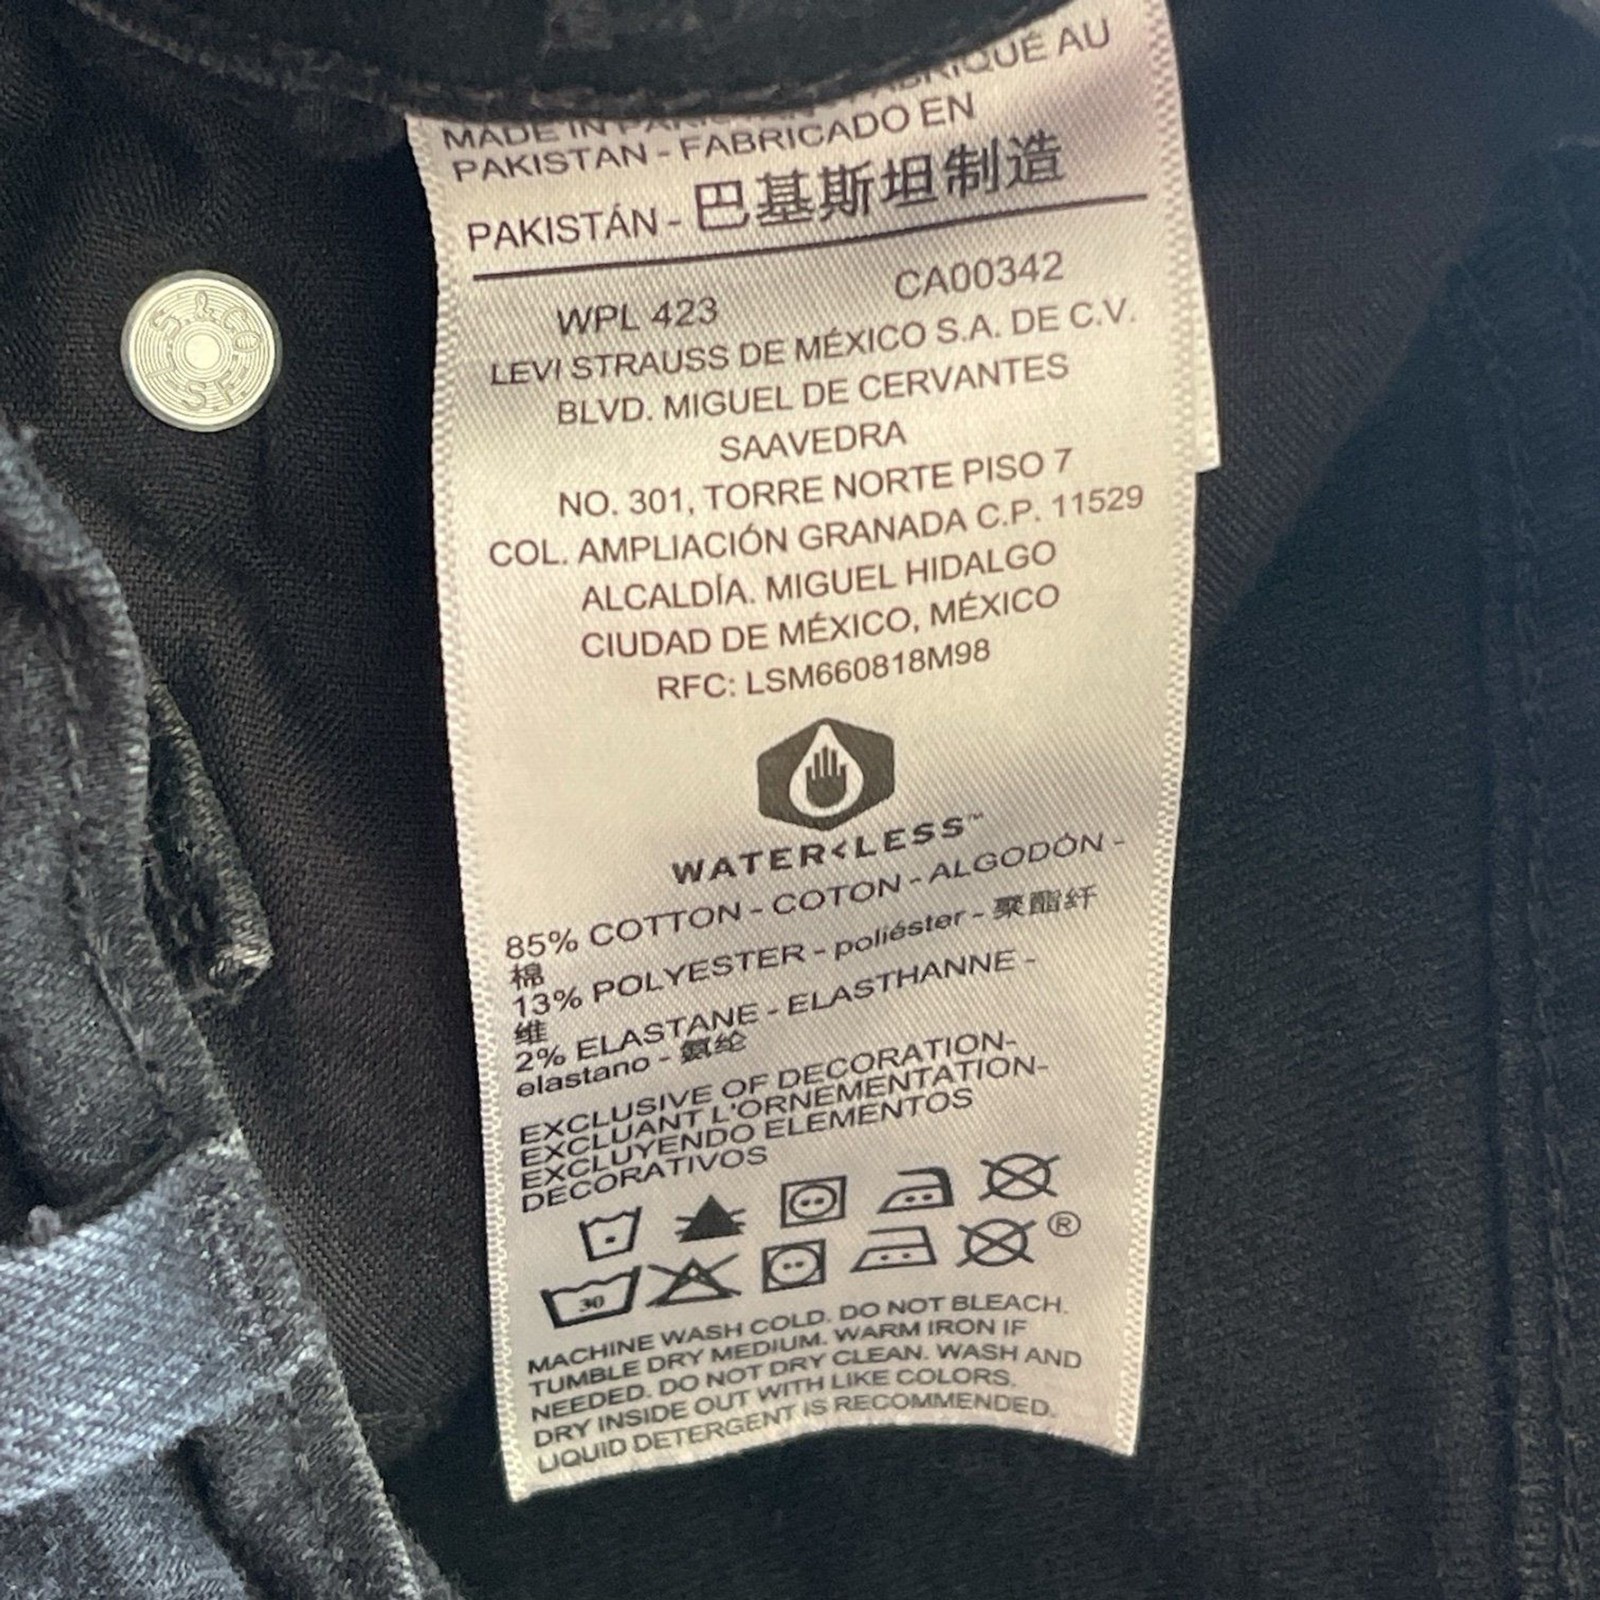 MADE IN PAKISTAN - FABRIQUÉ AU
PAKISTAN - FABRICADO EN
PAKISTÁN - 巴基斯坦制造
WPL 423 CA00342
LEVI STRAUSS DE MÉXICO S.A. DE C.V.
BLVD. MIGUEL DE CERVANTES
SAAVEDRA
NO. 301, TORRE NORTE PISO 7
COL. AMPLIACIÓN GRANADA C.P. 11529
ALCALDÍA. MIGUEL HIDALGO
CIUDAD DE MÉXICO, MÉXICO
RFC: LSM660818M98
WATER<LESS™
85% COTTON - COTON - ALGODÓN -
棉
13% POLYESTER - poliéster - 聚酯纤
维
2% ELASTANE - ELASTHANNE -
elastano - 氨纶
EXCLUSIVE OF DECORATION-
EXCLUANT L'ORNEMENTATION-
EXCLUYENDO ELEMENTOS
DECORATIVOS
®
30
MACHINE WASH COLD. DO NOT BLEACH.
TUMBLE DRY MEDIUM. WARM IRON IF
NEEDED. DO NOT DRY CLEAN. WASH AND
DRY INSIDE OUT WITH LIKE COLORS.
LIQUID DETERGENT IS RECOMMENDED.